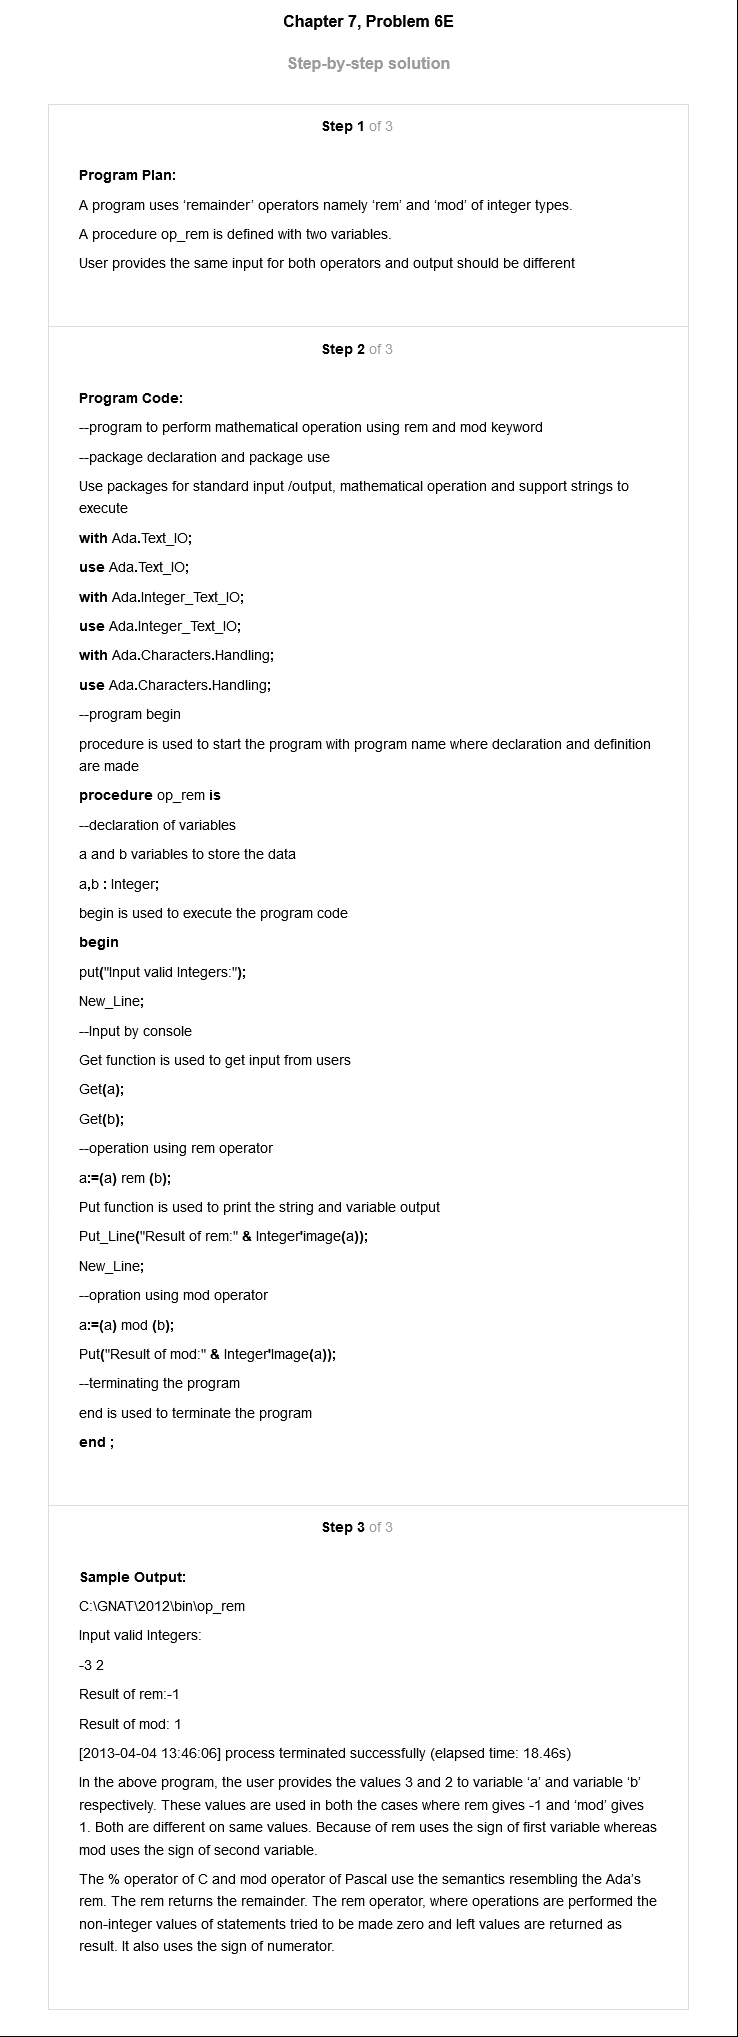 Chapter 7, Problem 6E
Step-by-step solution
Step 1 of 3
Program Plan:
A program uses ‘remainder’ operators namely ‘rem’ and ‘mod’ of integer types.
A procedure op_rem is defined with two variables.
User provides the same input for both operators and output should be different
Step 2 of 3
Program Code:
--program to perform mathematical operation using rem and mod keyword
--package declaration and package use
Use packages for standard input /output, mathematical operation and support strings to
execute
with Ada.Text_IO;
use Ada.Text_IO;
with Ada.Integer_Text_IO;
use Ada.Integer_Text_IO;
with Ada.Characters.Handling;
use Ada.Characters.Handling;
--program begin
procedure is used to start the program with program name where declaration and definition
are made
procedure op_rem is
--declaration of variables
a and b variables to store the data
a,b : Integer;
begin is used to execute the program code
begin
put("Input valid Integers:");
New_Line;
--Input by console
Get function is used to get input from users
Get(a);
Get(b);
--operation using rem operator
a:=(a) rem (b);
Put function is used to print the string and variable output
Put_Line("Result of rem:" & Integer'image(a));
New_Line;
--opration using mod operator
a:=(a) mod (b);
Put("Result of mod:" & Integer'Image(a));
--terminating the program
end is used to terminate the program
end ;
Step 3 of 3
Sample Output:
C:\GNAT\2012\bin\op_rem
Input valid Integers:
-3 2
Result of rem:-1
Result of mod: 1
[2013-04-04 13:46:06] process terminated successfully (elapsed time: 18.46s)
In the above program, the user provides the values 3 and 2 to variable ‘a’ and variable ‘b’
respectively. These values are used in both the cases where rem gives -1 and ‘mod’ gives
1. Both are different on same values. Because of rem uses the sign of first variable whereas
mod uses the sign of second variable.
The % operator of C and mod operator of Pascal use the semantics resembling the Ada’s
rem. The rem returns the remainder. The rem operator, where operations are performed the
non-integer values of statements tried to be made zero and left values are returned as
result. It also uses the sign of numerator.